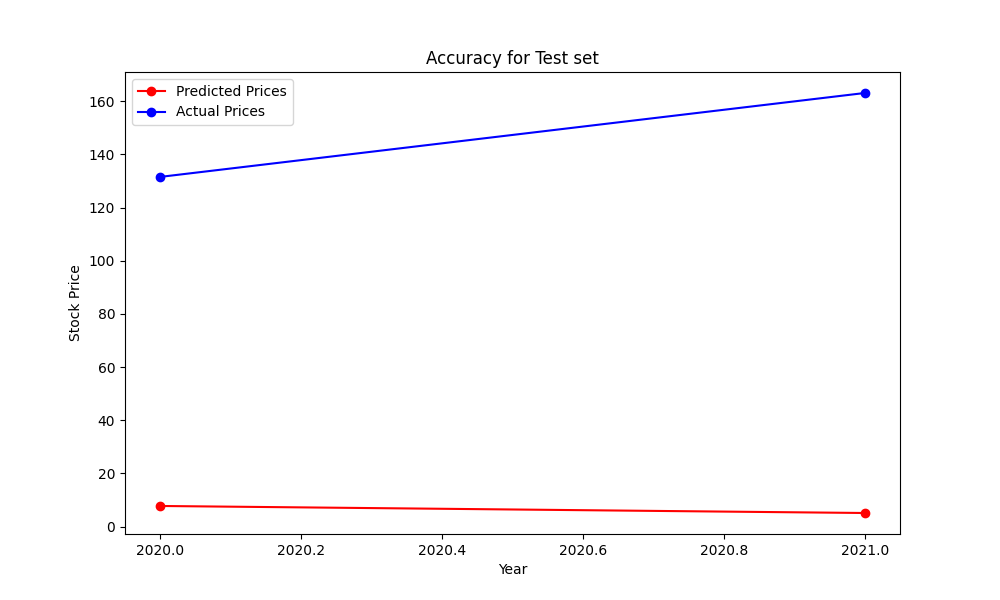 Accuracy for Test set
Predicted Prices
Actual Prices
160
140
120
100
80
60
40
20
0
Stock Price
2020.0 2020.2 2020.4 2020.6 2020.8 2021.0
Year